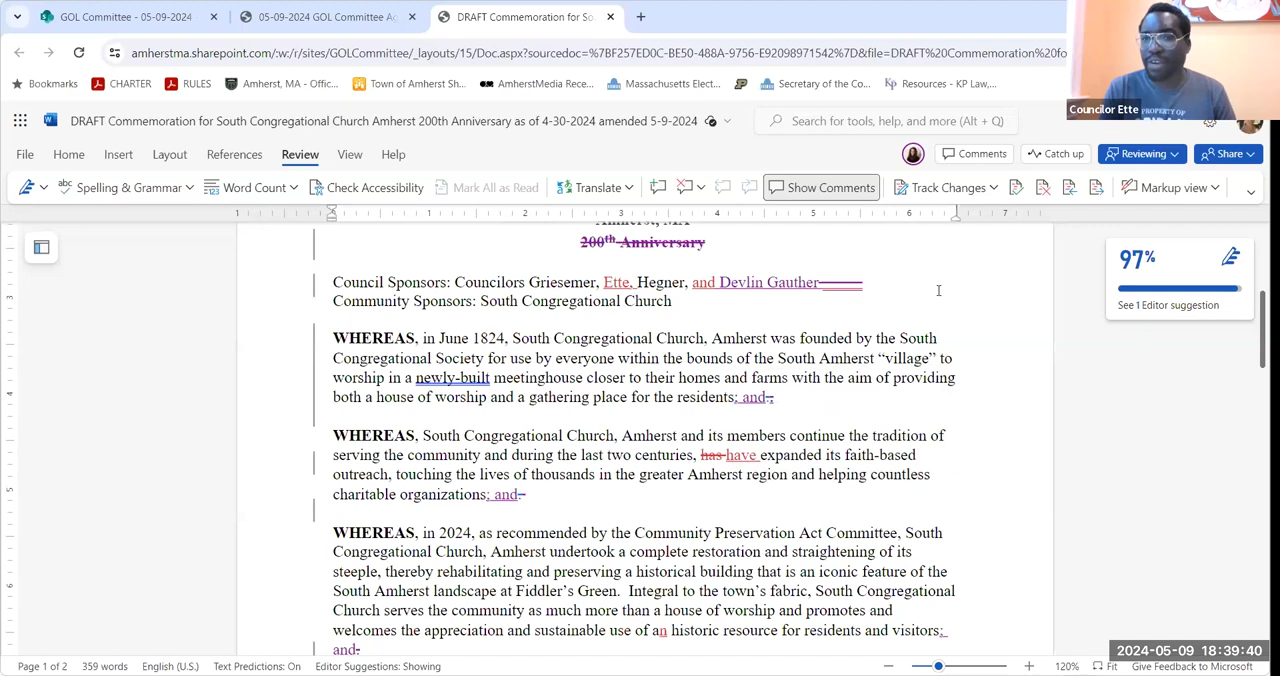 GOL Committee - 05-09-2024
05-09-2024 GOL Committee Ag
DRAFT Commemoration for So
amherstma.sharepoint.com/w/r/sites/GOLCommittee/_layouts/15/Doc.aspx?sourcedoc=%7BF257ED0C-BE50-448A-9756-E92098971542%7D&file=DRAFT%20Commemoration%20fo
Bookmarks CHARTER RULES Amherst, MA - Offic... Town of Amherst Sh... AmherstMedia Rece... Massachusetts Elect... Secretary of the Co... Resources - KP Law,...
Councilor Ette
PROPERTY OF
DRAFT Commemoration for South Congregational Church 200th Anniversary as of 4-30-2024 amended 5-9-2024
Search for tools, help, and more (Alt + Q)
File Home Insert Layout References Review View Help
Comments Catch up Reviewing Share
Spelling & Grammar Word Count Check Accessibility Mark All as Read Translate Show Comments Track Changes Markup view
1 1 2 3 4 5 6 7
Amherst, MA
200th Anniversary
Council Sponsors: Councilors Griesemer, Ette, Hegner, and Devlin Gauther
Community Sponsors: South Congregational Church
WHEREAS, in June 1824, South Congregational Church, Amherst was founded by the South
Congregational Society for use by everyone within the bounds of the South Amherst “village” to
worship in a newly-built meetinghouse closer to their homes and farms with the aim of providing
both a house of worship and a gathering place for the residents; and.
WHEREAS, South Congregational Church, Amherst and its members continue the tradition of
serving the community and during the last two centuries, has have expanded its faith-based
outreach, touching the lives of thousands in the greater Amherst region and helping countless
charitable organizations; and.
WHEREAS, in 2024, as recommended by the Community Preservation Act Committee, South
Congregational Church, Amherst undertook a complete restoration and straightening of its
steeple, thereby rehabilitating and preserving a historical building that is an iconic feature of the
South Amherst landscape at Fiddler’s Green. Integral to the town’s fabric, South Congregational
Church serves the community as much more than a house of worship and promotes and
welcomes the appreciation and sustainable use of an historic resource for residents and visitors;
and.
97%
See 1 Editor suggestion
2024-05-09 18:39:40
Page 1 of 2 359 words English (U.S.) Text Predictions: On Editor Suggestions: Showing 120% Fit Give Feedback to Microsoft